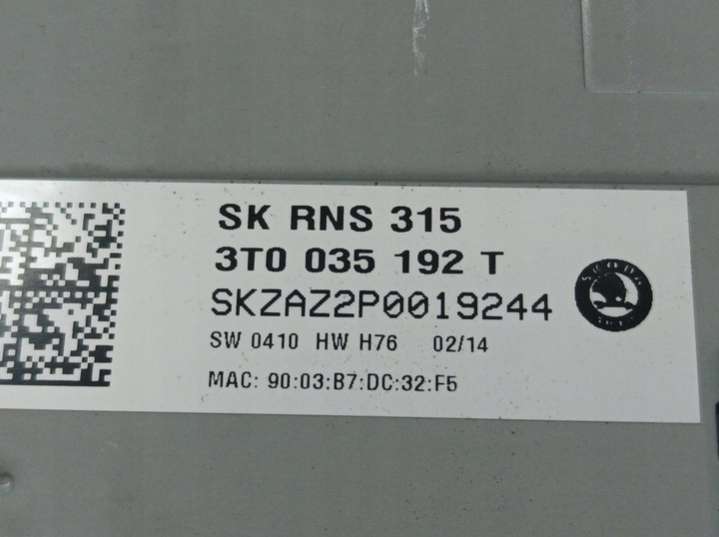 SK RNS 315
3T0 035 192 T
SKZAZ2P0019244
SW 0410 HW H76 02/14
MAC: 90:03:B7:DC:32:F5
SKODA